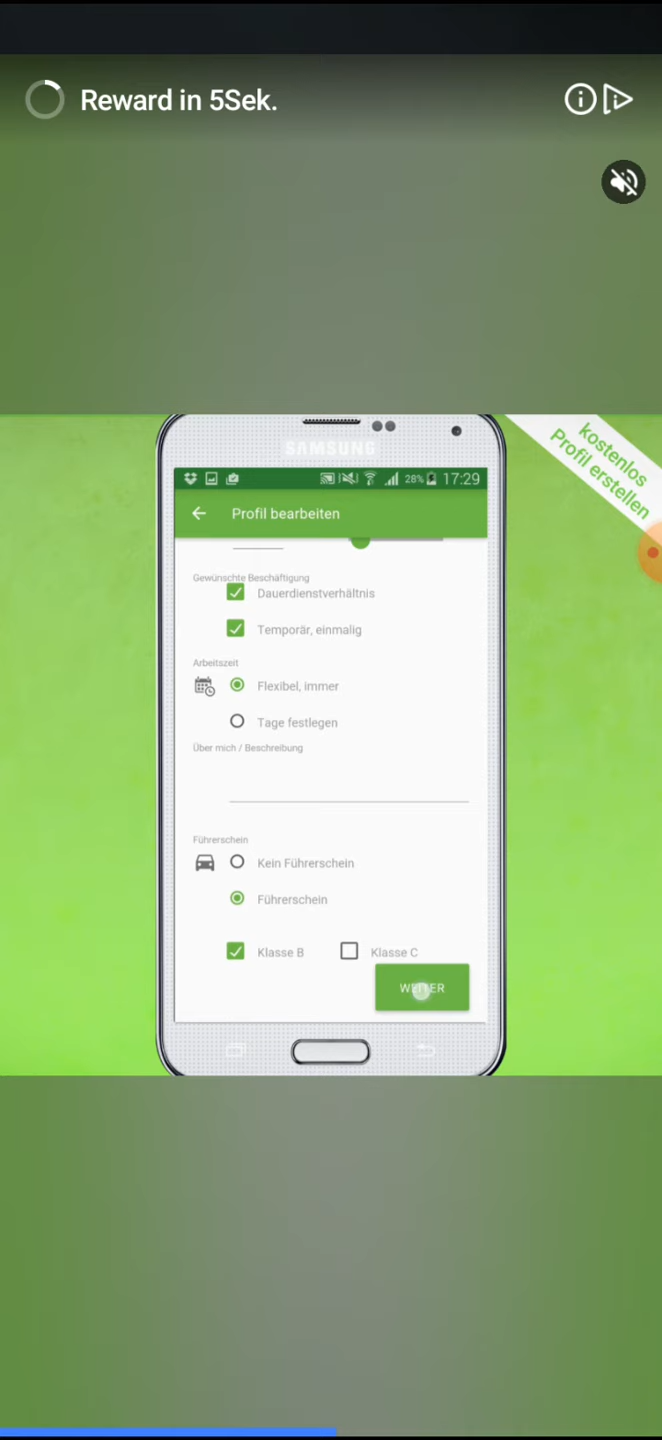 Reward in 5Sek.
kostenlos
Profil erstellen
SAMSUNG
28% 17:29
Profil bearbeiten
Gewünschte Beschäftigung
Dauerdienstverhältnis
Temporär, einmalig
Arbeitszeit
Flexibel, immer
Tage festlegen
Über mich / Beschreibung
Führerschein
Kein Führerschein
Führerschein
Klasse B Klasse C
WEITER